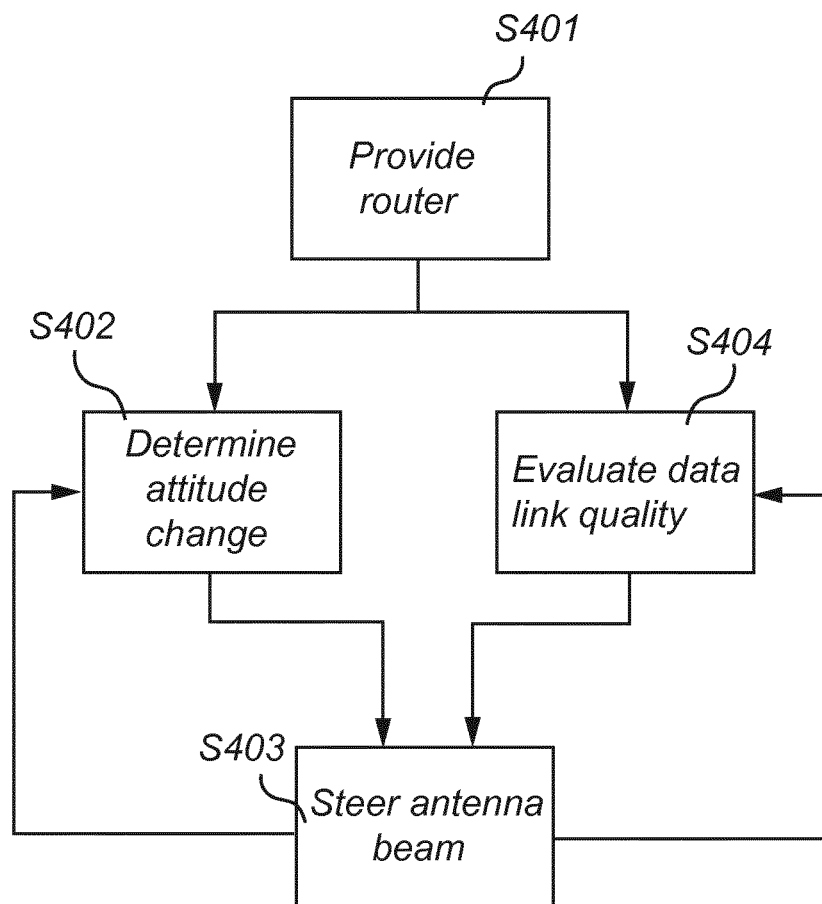 S401
Provide
router
S402
Determine
attitude
change
S404
Evaluate data
link quality
S403
Steer antenna
beam